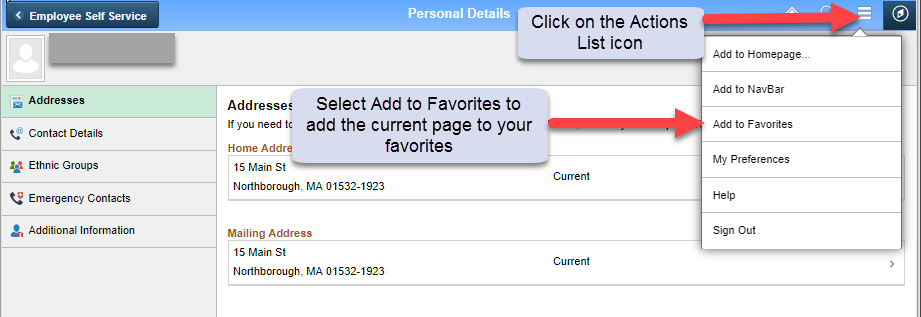 Employee Self Service
Personal Details
Click on the Actions
List icon
Add to Homepage...
Add to NavBar
Add to Favorites
My Preferences
Help
Sign Out
Addresses
Contact Details
Ethnic Groups
Emergency Contacts
Additional Information
Addresses
If you need to
Select Add to Favorites to
add the current page to your
favorites
Home
15 Main St
Northborough, MA 01532-1923
Current
Mailing Address
15 Main St
Northborough, MA 01532-1923
Current